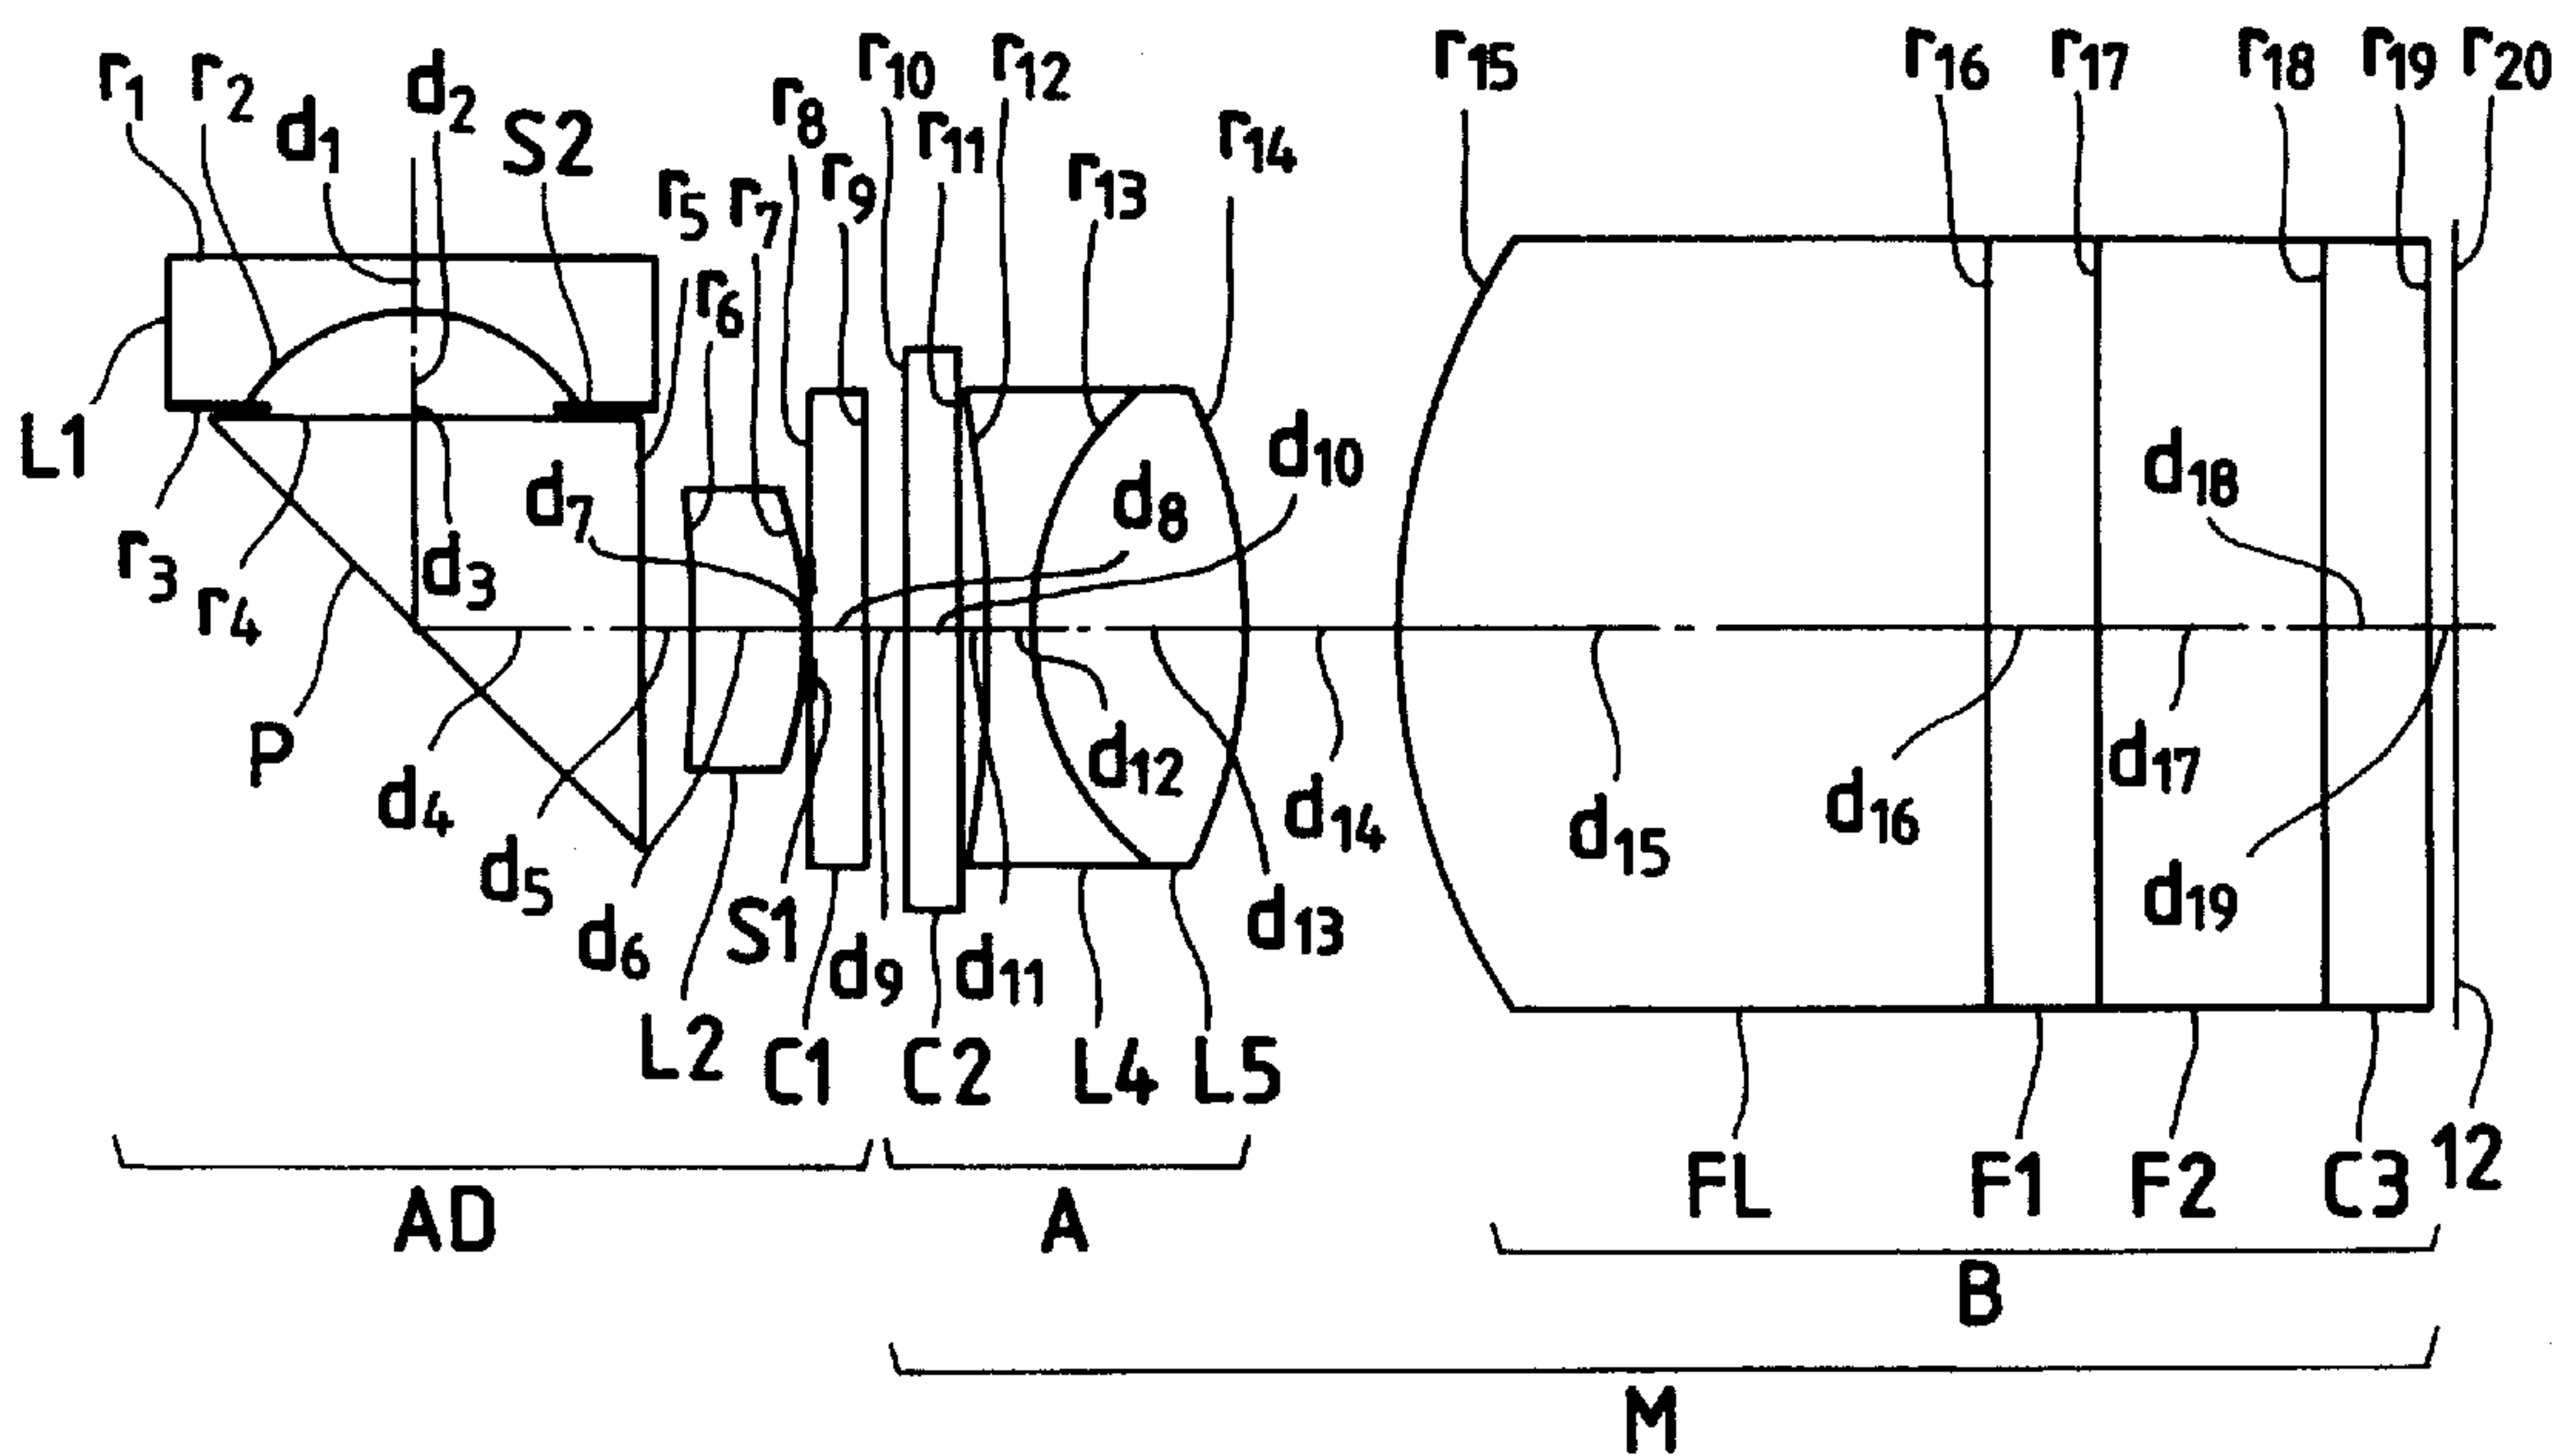 r1 r2 d1 d2 S2 r5 r7 r8 r9 r10 r11 r12 r13 r14 r15 r16 r17 r18 r19 r20
r6
L1 r3 r4 d3 d7 d8 d10 d18
P d4 d5 d6 S1 d9 d11 d12 d13 d14 d15 d16 d17 d19
L2 C1 C2 L4 L5
FL F1 F2 C3 12
AD A
B
M